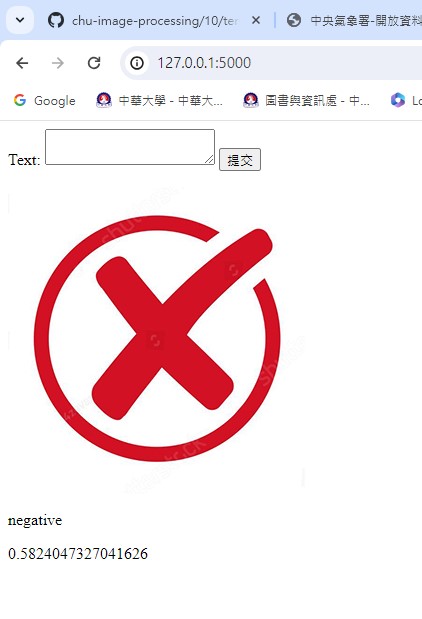 chu-image-processing/10/ter
中央氣象署-開放資料
127.0.0.1:5000
Google
中華大學 - 中華大...
圖書與資訊處 - 中...
Lo
Text:
提交
negative
0.5824047327041626